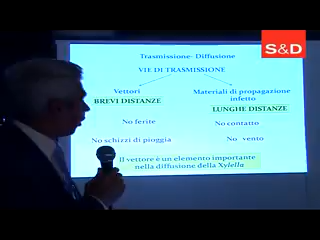 S&D
Trasmissione- Diffusione
VIE DI TRASMISSIONE
Vettori
BREVI DISTANZE
Materiali di propagazione
infetto
LUNGHE DISTANZE
No ferite
No contatto
No schizzi di pioggia
No vento
Il vettore è un elemento importante
nella diffusione della Xylella